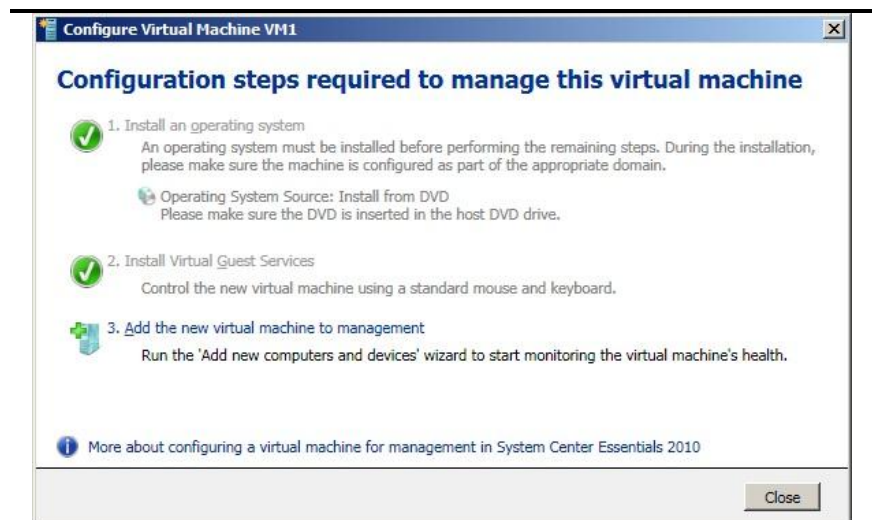 Configure Virtual Machine VM1
Configuration steps required to manage this virtual machine
1. Install an operating system
An operating system must be installed before performing the remaining steps. During the installation,
please make sure the machine is configured as part of the appropriate domain.
Operating System Source: Install from DVD
Please make sure the DVD is inserted in the host DVD drive.
2. Install Virtual Guest Services
Control the new virtual machine using a standard mouse and keyboard.
3. Add the new virtual machine to management
Run the 'Add new computers and devices' wizard to start monitoring the virtual machine's health.
More about configuring a virtual machine for management in System Center Essentials 2010
Close